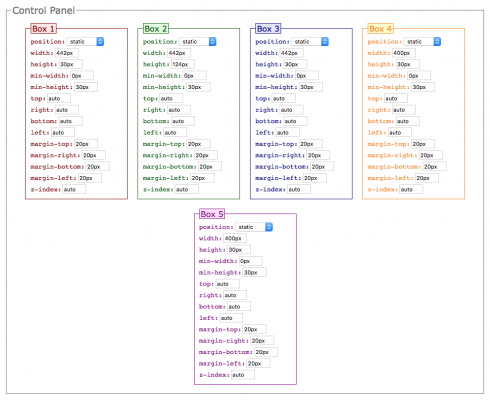 Control Panel
Box 1
position: static
width: 442px
height: 30px
min-width: 0px
min-height: 30px
top: auto
right: auto
bottom: auto
left: auto
margin-top: 20px
margin-right: 20px
margin-bottom: 20px
margin-left: 20px
z-index: auto
Box 2
position: static
width: 442px
height: 124px
min-width: 0px
min-height: 30px
top: auto
right: auto
bottom: auto
left: auto
margin-top: 20px
margin-right: 20px
margin-bottom: 20px
margin-left: 20px
z-index: auto
Box 3
position: static
width: 442px
height: 30px
min-width: 0px
min-height: 30px
top: auto
right: auto
bottom: auto
left: auto
margin-top: 20px
margin-right: 20px
margin-bottom: 20px
margin-left: 20px
z-index: auto
Box 4
position: static
width: 400px
height: 30px
min-width: 0px
min-height: 30px
top: auto
right: auto
bottom: auto
left: auto
margin-top: 20px
margin-right: 20px
margin-bottom: 20px
margin-left: 20px
z-index: auto
Box 5
position: static
width: 400px
height: 30px
min-width: 0px
min-height: 30px
top: auto
right: auto
bottom: auto
left: auto
margin-top: 20px
margin-right: 20px
margin-bottom: 20px
margin-left: 20px
z-index: auto